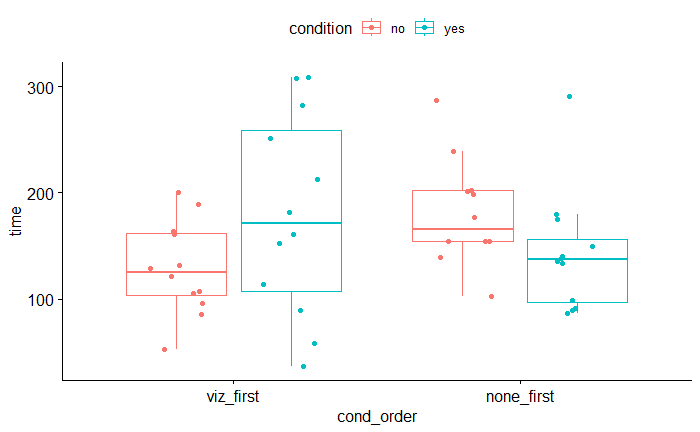 condition no yes
300
200
100
time
viz_first none_first
cond_order